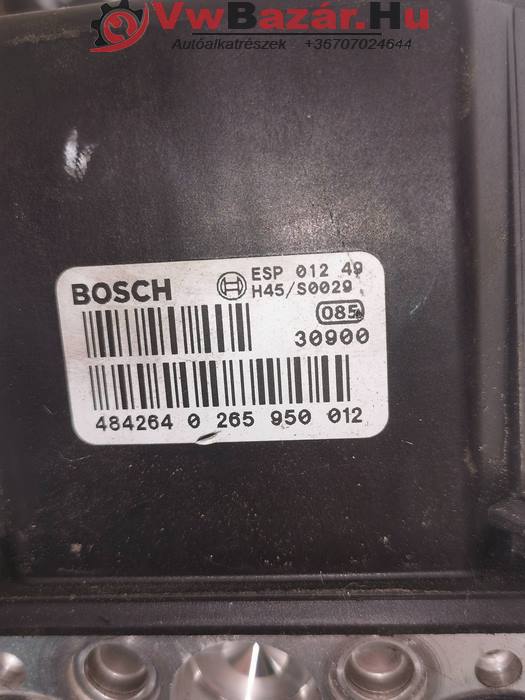 VwBazár.Hu
Autóalkatrészek +36707024644
BOSCH
ESP 012 49
H45/S0029
085
30900
484264 0 265 950 012